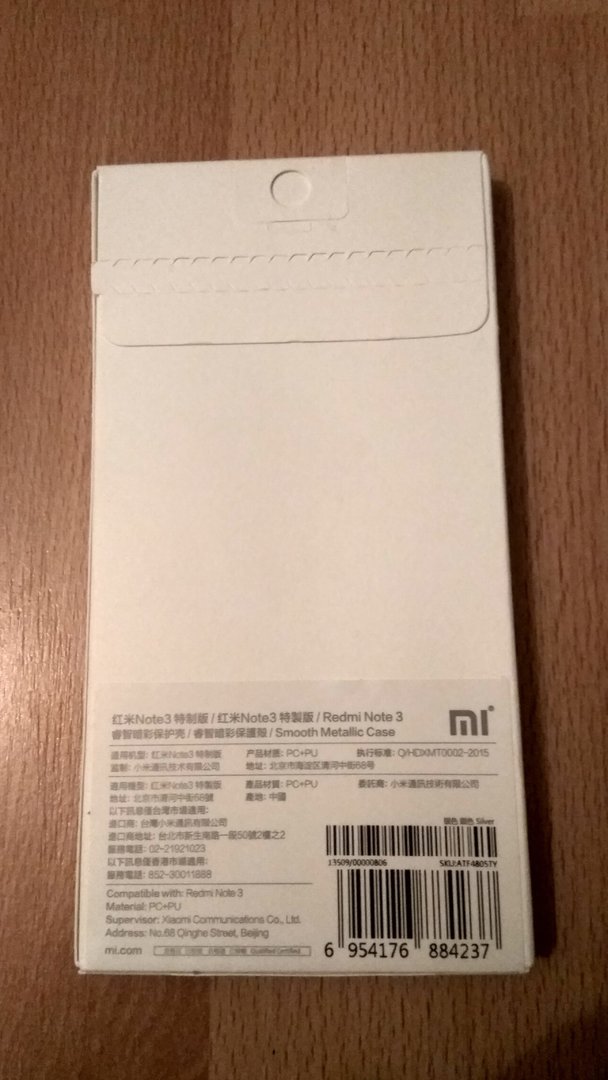 红米Note3 特制版 / 红米Note3 特製版 / Redmi Note 3
睿智暗彩保护壳 / 睿智暗彩保護殼 / Smooth Metallic Case
mi
适用机型: 红米Note3 特制版 产品材质: PC+PU 执行标准: Q/HDXMT0002-2015
监制: 小米通讯技术有限公司 地址: 北京市海淀区清河中街68号
適用機型: 红米Note3 特製版 產品材質: PC+PU 委託商: 小米通訊技術有限公司
地址: 北京市清河中街68號 產地: 中國
以下訊息僅台灣市場適用:
進口商: 台灣小米通訊有限公司
進口商地址: 台北市新生南路一段50號2樓之2
服務電話: 02-21921023
以下訊息僅香港市場適用:
服務電話: 852-30011888
银色 銀色 Silver
13509/00000806 SKU:ATF4805TY
Compatible with: Redmi Note 3
Material: PC+PU
Supervisor: Xiaomi Communications Co., Ltd.
Address: No.68 Qinghe Street, Beijing
mi.com Qualified Certified
6 954176 884237